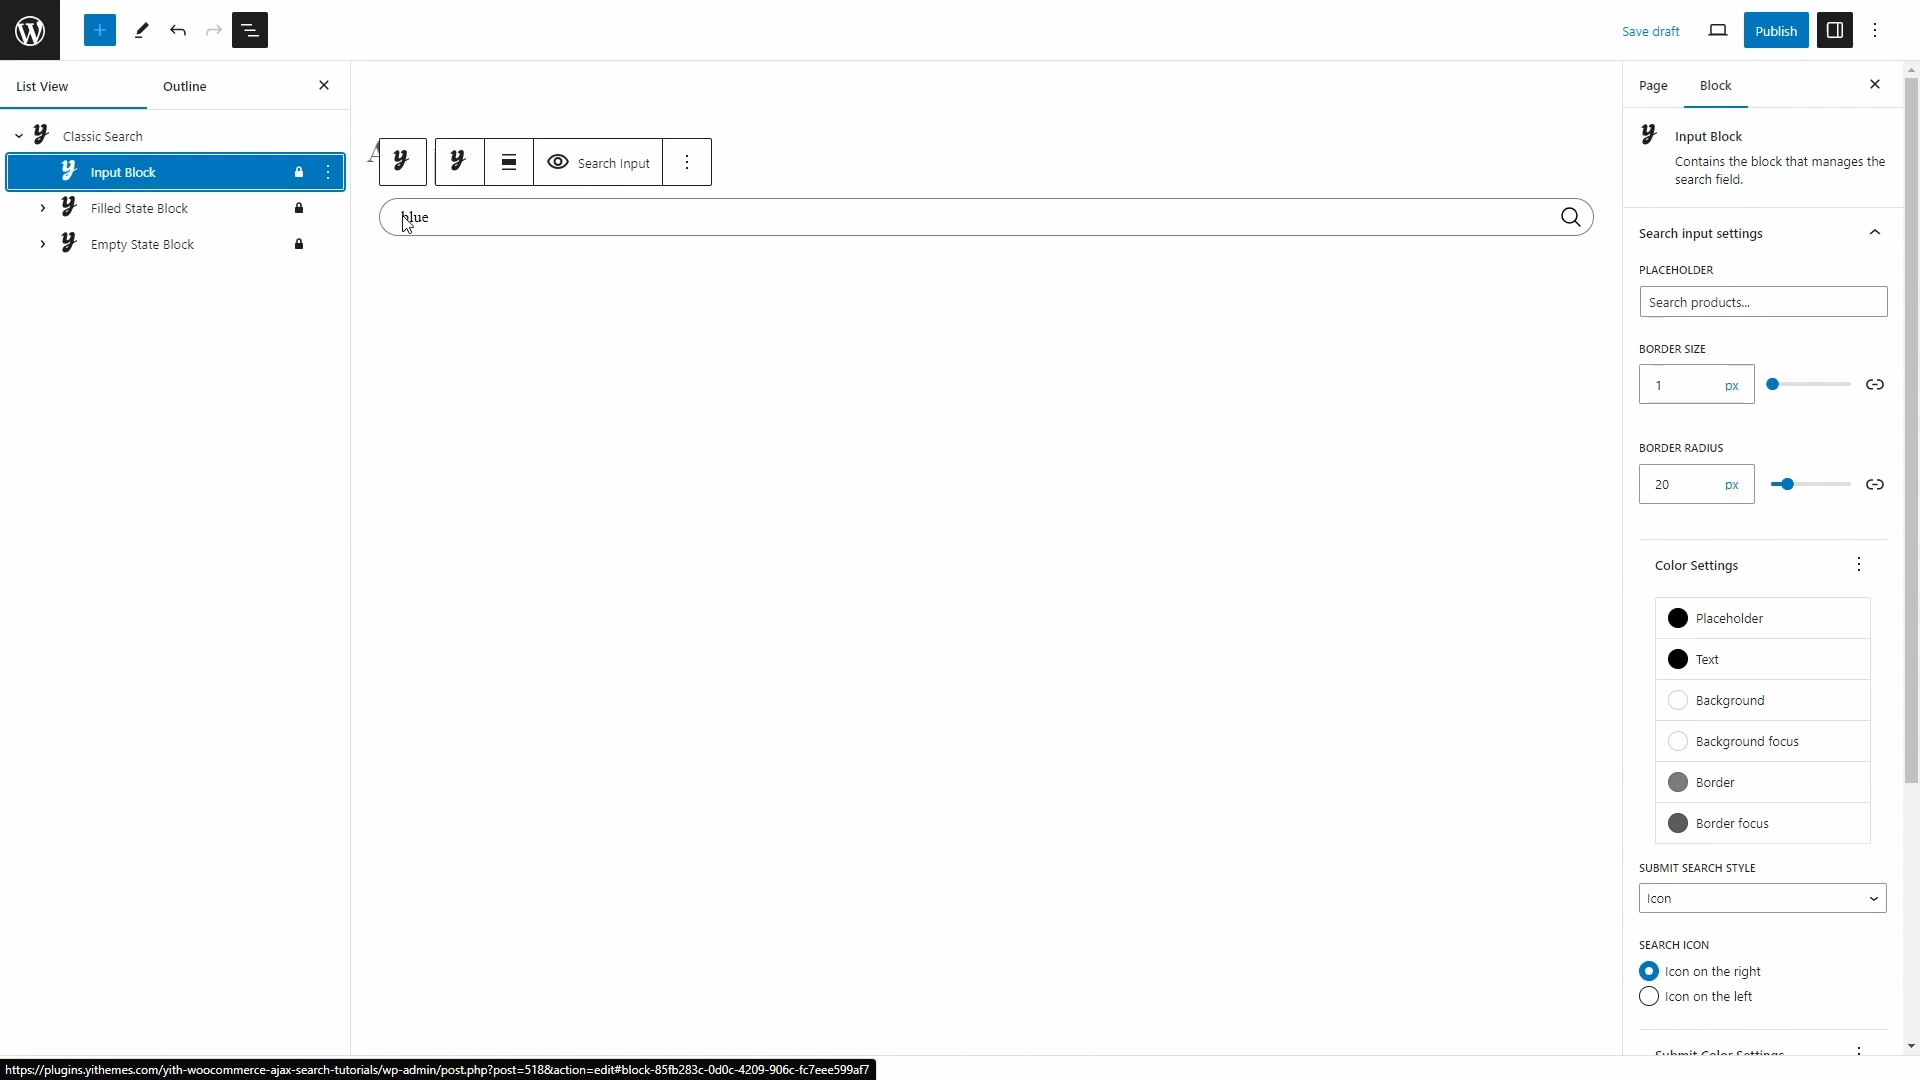 Save draft
Publish
List View
Outline
Classic Search
Input Block
Filled State Block
Empty State Block
Search Input
blue
Page
Block
Input Block
Contains the block that manages the
search field.
Search input settings
PLACEHOLDER
Search products...
BORDER SIZE
1 px
BORDER RADIUS
20 px
Color Settings
Placeholder
Text
Background
Background focus
Border
Border focus
SUBMIT SEARCH STYLE
Icon
SEARCH ICON
Icon on the right
Icon on the left
Submit Color Settings
https://plugins.yithemes.com/yith-woocommerce-ajax-search-tutorials/wp-admin/post.php?post=518&action=edit#block-85fb283c-0d0c-4209-906c-fc7eee599af7